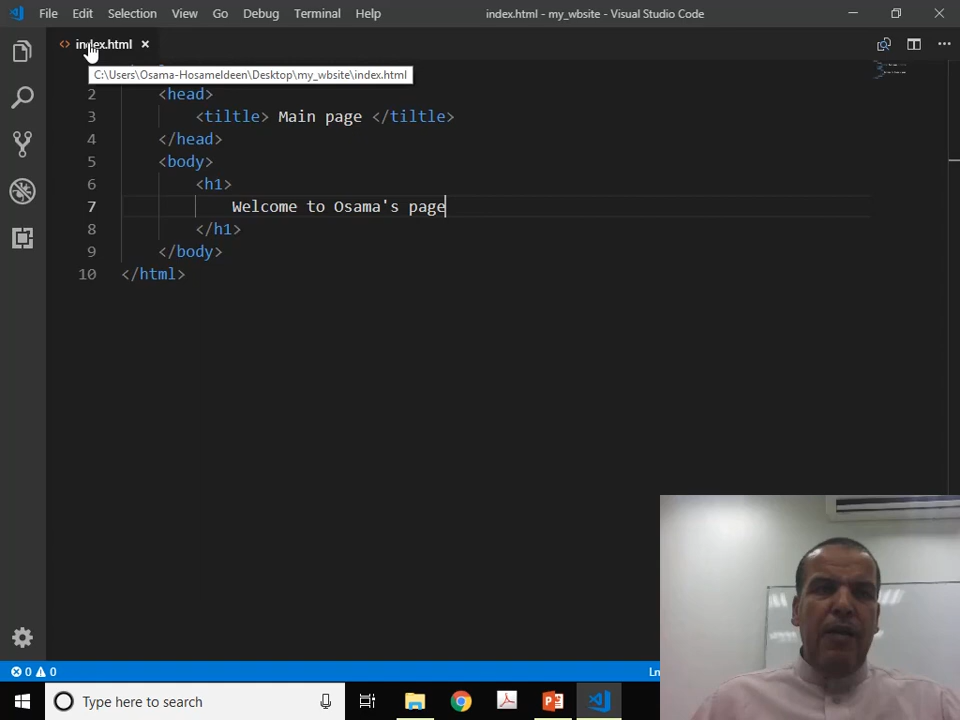 File Edit Selection View Go Debug Terminal Help index.html - my_wbsite - Visual Studio Code
index.html
C:\Users\Osama-Hosameldeen\Desktop\my_wbsite\index.html
2 <head>
3 <tiltle> Main page </tiltle>
4 </head>
5 <body>
6 <h1>
7 Welcome to Osama's page
8 </h1>
9 </body>
10 </html>
0 0 Ln
Type here to search